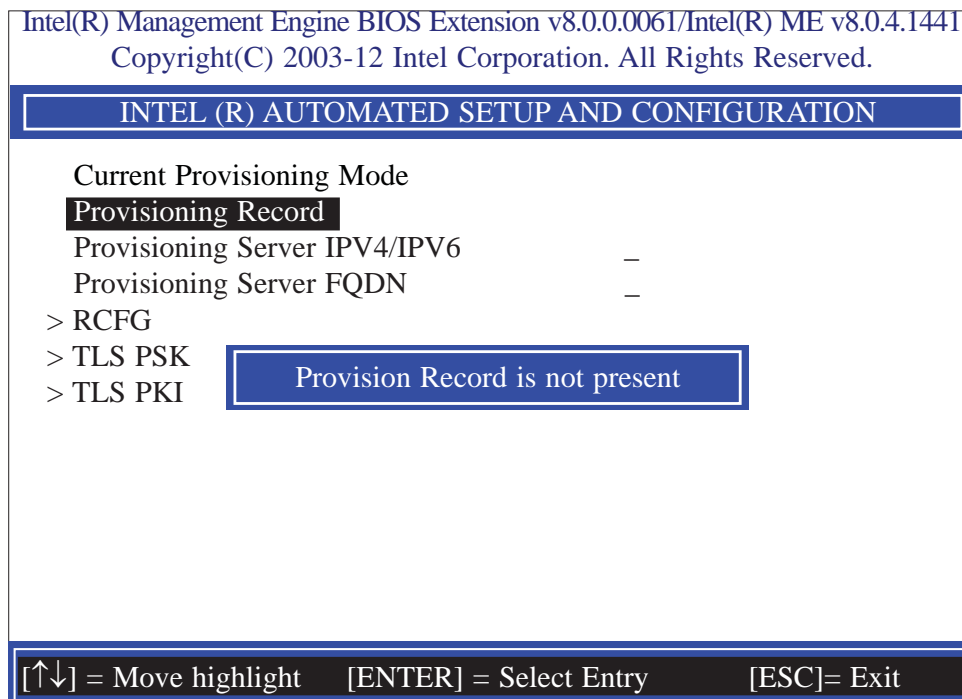 Intel(R) Management Engine BIOS Extension v8.0.0.0061/Intel(R) ME v8.0.4.1441
Copyright(C) 2003-12 Intel Corporation. All Rights Reserved.
INTEL (R) AUTOMATED SETUP AND CONFIGURATION
Current Provisioning Mode
Provisioning Record
Provisioning Server IPV4/IPV6 _
Provisioning Server FQDN _
> RCFG
> TLS PSK
> TLS PKI
Provision Record is not present
[↑↓] = Move highlight [ENTER] = Select Entry [ESC]= Exit